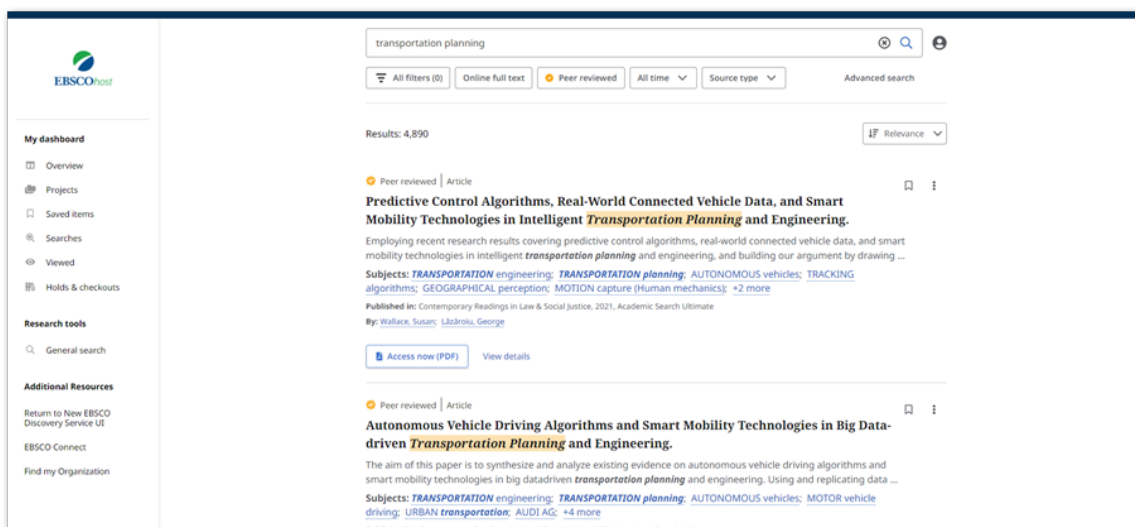 EBSCOhost
My dashboard
Overview
Projects
Saved items
Searches
Viewed
Holds & checkouts
Research tools
General search
Additional Resources
Return to New EBSCO
Discovery Service UI
EBSCO Connect
Find my Organization
transportation planning
All filters (0)
Online full text
Peer reviewed
All time
Source type
Advanced search
Results: 4,890
Relevance
Peer reviewed | Article
Predictive Control Algorithms, Real-World Connected Vehicle Data, and Smart
Mobility Technologies in Intelligent Transportation Planning and Engineering.
Employing recent research results covering predictive control algorithms, real-world connected vehicle data, and smart
mobility technologies in intelligent transportation planning and engineering, and building our argument by drawing ...
Subjects: TRANSPORTATION engineering; TRANSPORTATION planning; AUTONOMOUS vehicles; TRACKING
algorithms; GEOGRAPHICAL perception; MOTION capture (Human mechanics); +2 more
Published in: Contemporary Readings in Law & Social Justice, 2021, Academic Search Ultimate
By: Wallace, Susan; Lăzăroiu, George
Access now (PDF)
View details
Peer reviewed | Article
Autonomous Vehicle Driving Algorithms and Smart Mobility Technologies in Big Data-
driven Transportation Planning and Engineering.
The aim of this paper is to synthesize and analyze existing evidence on autonomous vehicle driving algorithms and
smart mobility technologies in big datadriven transportation planning and engineering. Using and replicating data ...
Subjects: TRANSPORTATION engineering; TRANSPORTATION planning; AUTONOMOUS vehicles; MOTOR vehicle
driving; URBAN transportation; AUDI AG; +4 more